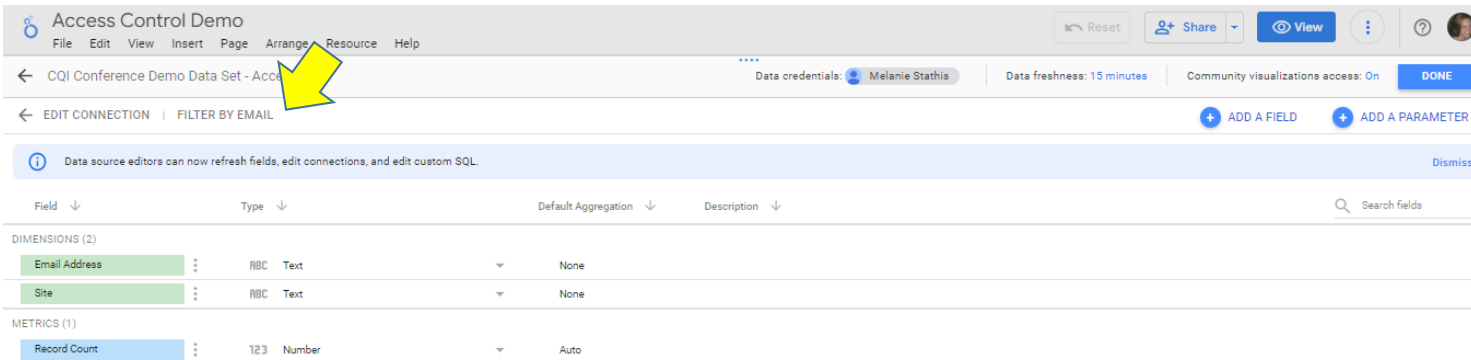 Access Control Demo
File Edit View Insert Page Arrange Resource Help
Reset Share View
CQI Conference Demo Data Set - Acce
Data credentials: Melanie Stathis Data freshness: 15 minutes Community visualizations access: On DONE
EDIT CONNECTION | FILTER BY EMAIL ADD A FIELD ADD A PARAMETER
Data source editors can now refresh fields, edit connections, and edit custom SQL. Dismiss
Field Type Default Aggregation Description Search fields
DIMENSIONS (2)
Email Address ABC Text None
Site ABC Text None
METRICS (1)
Record Count 123 Number Auto